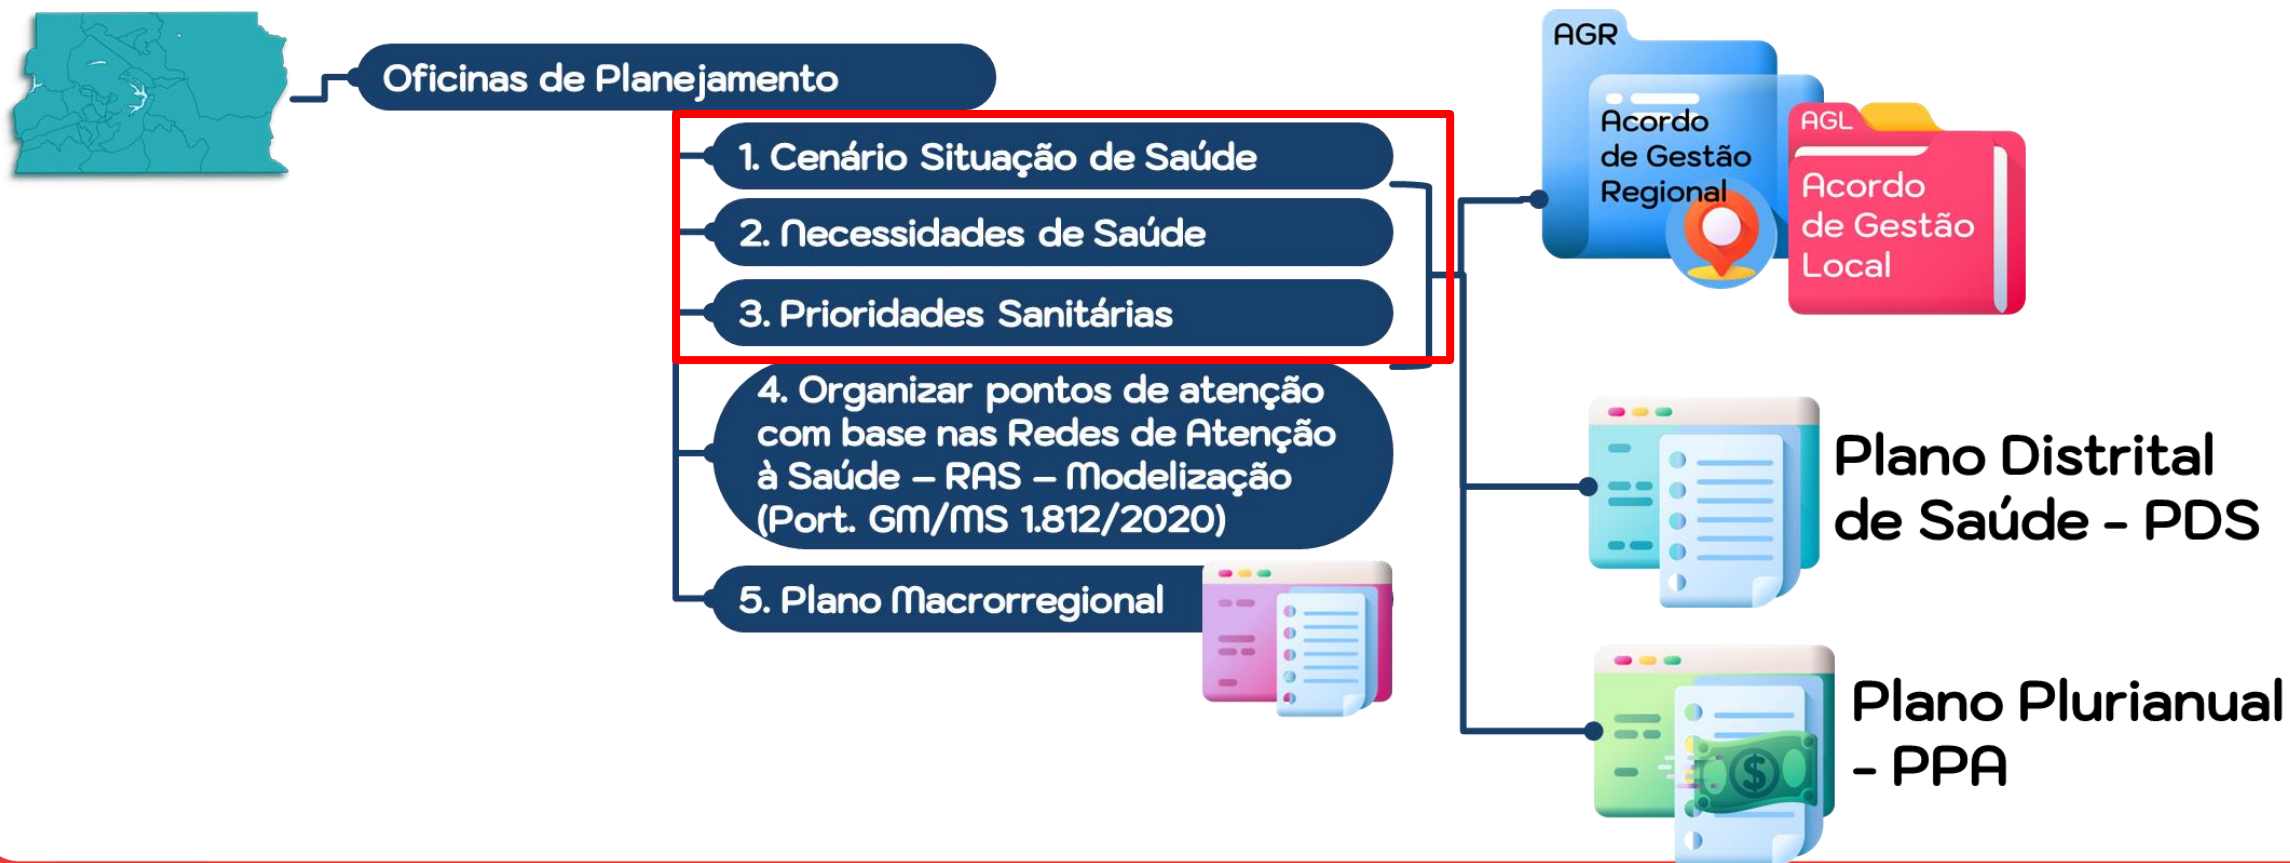 Oficinas de Planejamento
1. Cenário Situação de Saúde
2. Necessidades de Saúde
3. Prioridades Sanitárias
4. Organizar pontos de atenção
com base nas Redes de Atenção
à Saúde – RAS – Modelização
(Port. GM/MS 1.812/2020)
5. Plano Macrorregional
AGR
Acordo
de Gestão
Regional
AGL
Acordo
de Gestão
Local
Plano Distrital
de Saúde - PDS
Plano Plurianual
- PPA
$